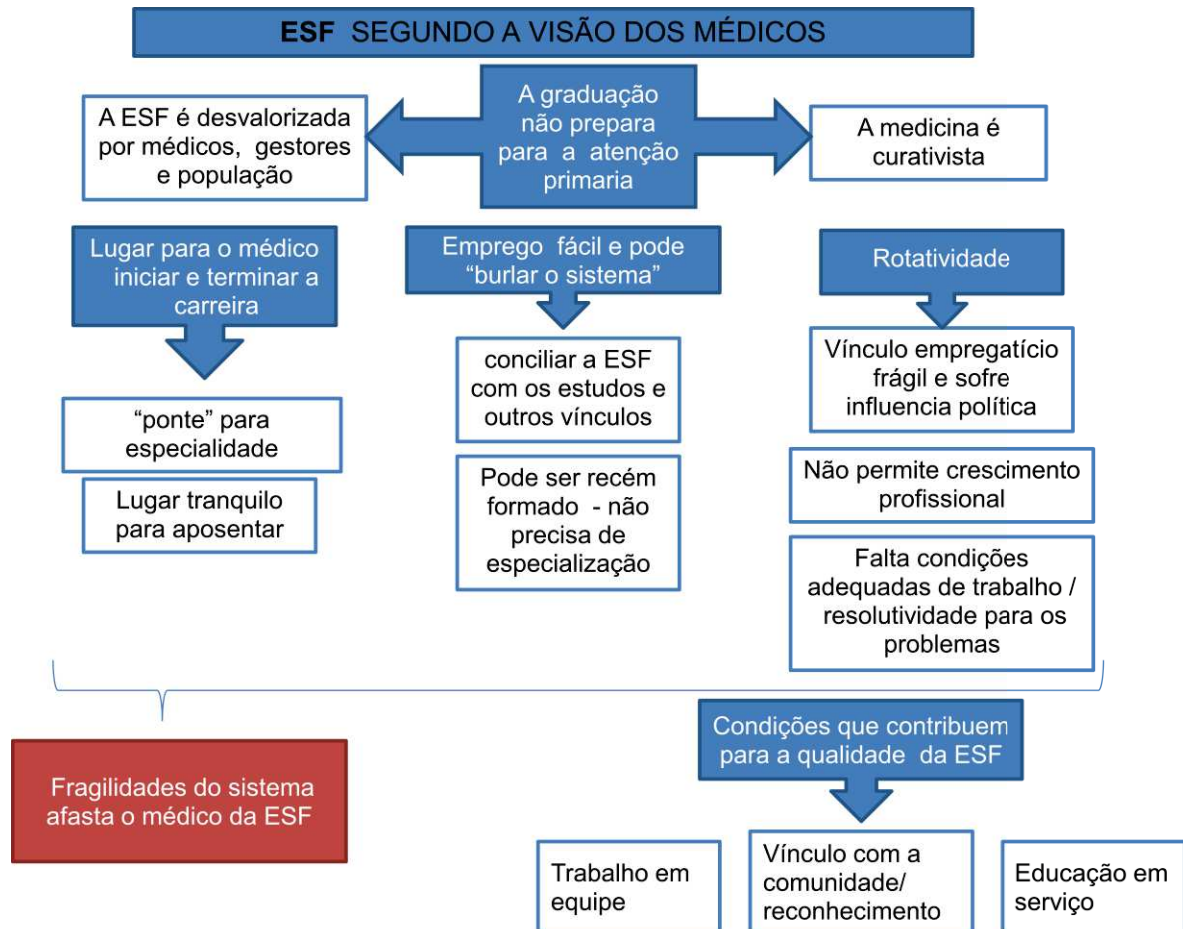 ESF SEGUNDO A VISÃO DOS MÉDICOS
A ESF é desvalorizada
por médicos, gestores
e população
A graduação
não prepara
para a atenção
primaria
A medicina é
curativista
Lugar para o médico
iniciar e terminar a
carreira
Emprego fácil e pode
“burlar o sistema”
Rotatividade
“ponte” para
especialidade
Lugar tranquilo
para aposentar
conciliar a ESF
com os estudos e
outros vínculos
Pode ser recém
formado - não
precisa de
especialização
Vínculo empregatício
frágil e sofre
influencia política
Não permite crescimento
profissional
Falta condições
adequadas de trabalho /
resolutividade para os
problemas
Fragilidades do sistema
afasta o médico da ESF
Condições que contribuem
para a qualidade da ESF
Trabalho em
equipe
Vínculo com a
comunidade/
reconhecimento
Educação em
serviço